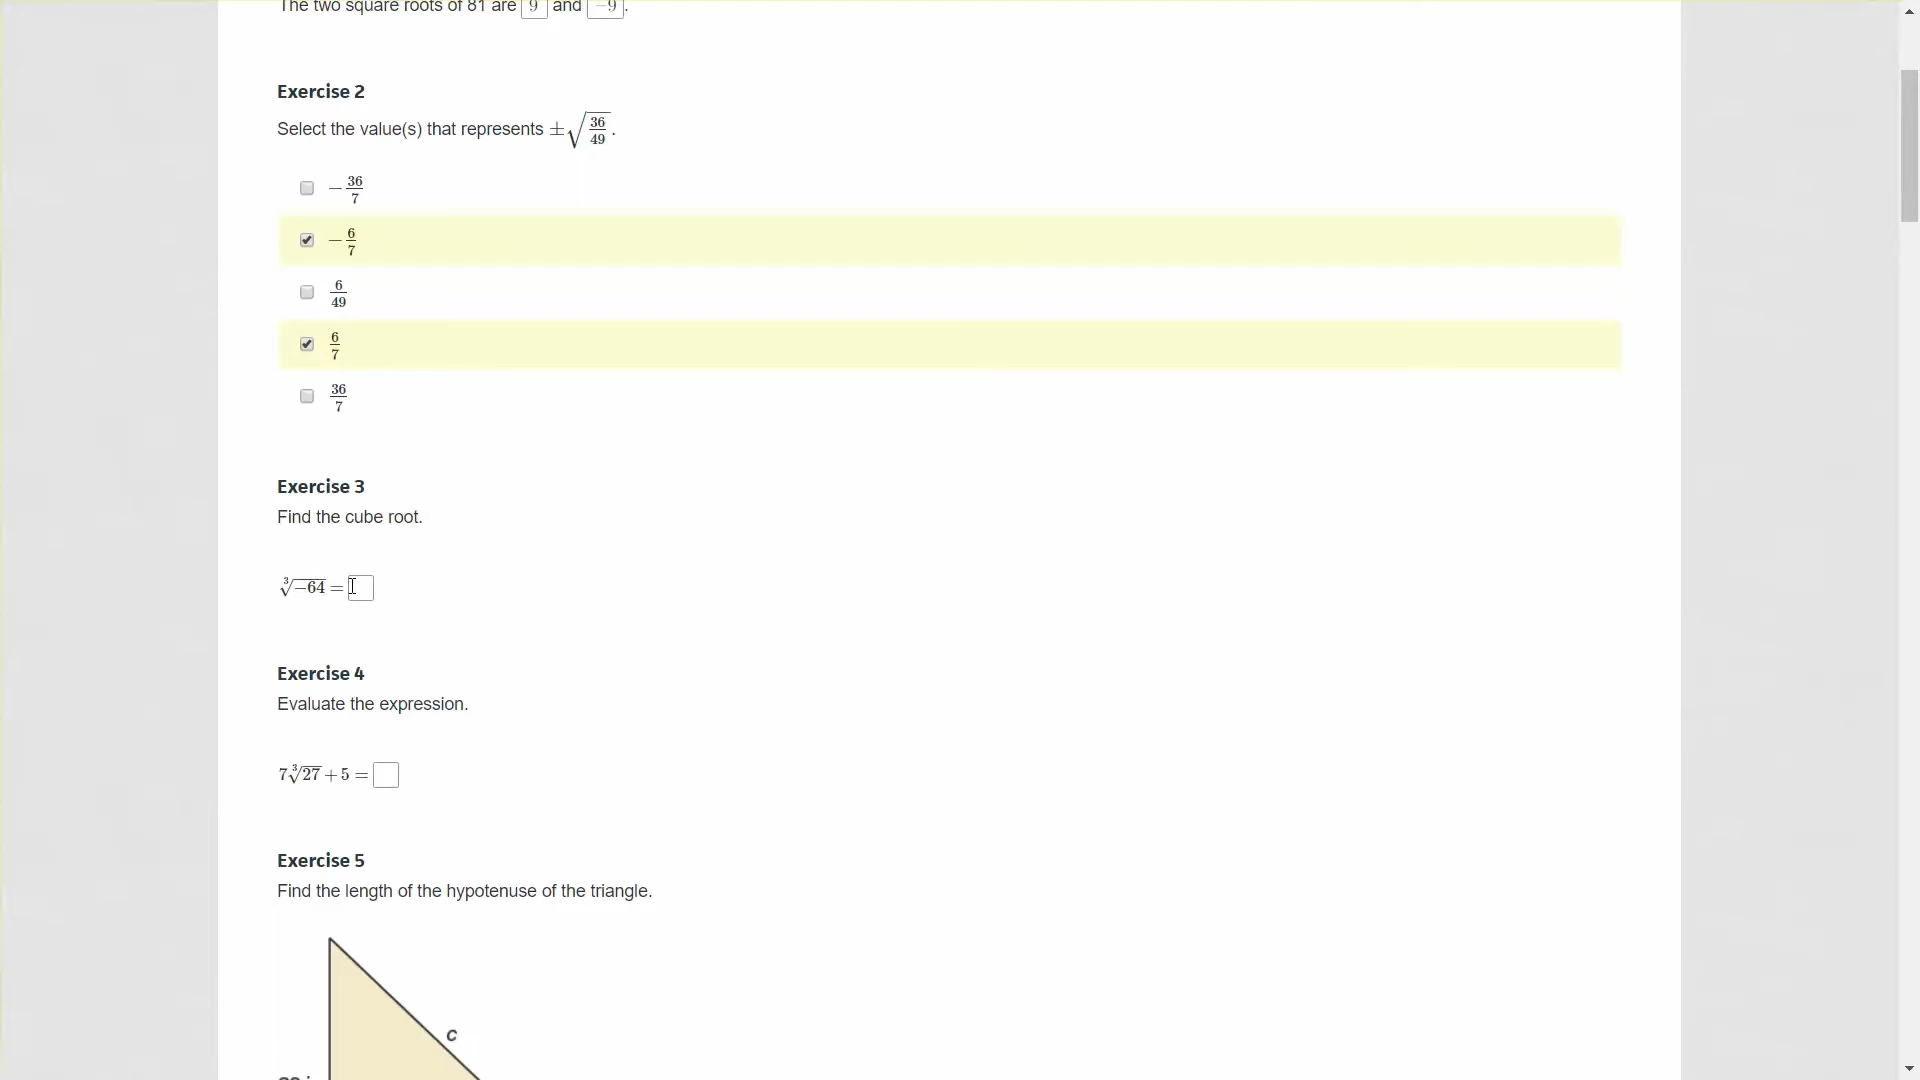 The two square roots of 81 are 9 and −9.
Exercise 2
Select the value(s) that represents ±√(36/49).
−36/7
−6/7
6/49
6/7
36/7
Exercise 3
Find the cube root.
∛−64 =
Exercise 4
Evaluate the expression.
7∛27 + 5 =
Exercise 5
Find the length of the hypotenuse of the triangle.
c